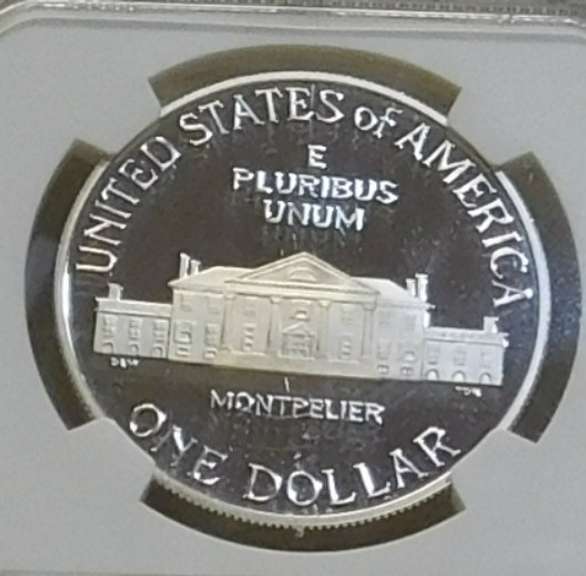 UNITED STATES of AMERICA
E
PLURIBUS
UNUM
MONTPELIER
ONE DOLLAR